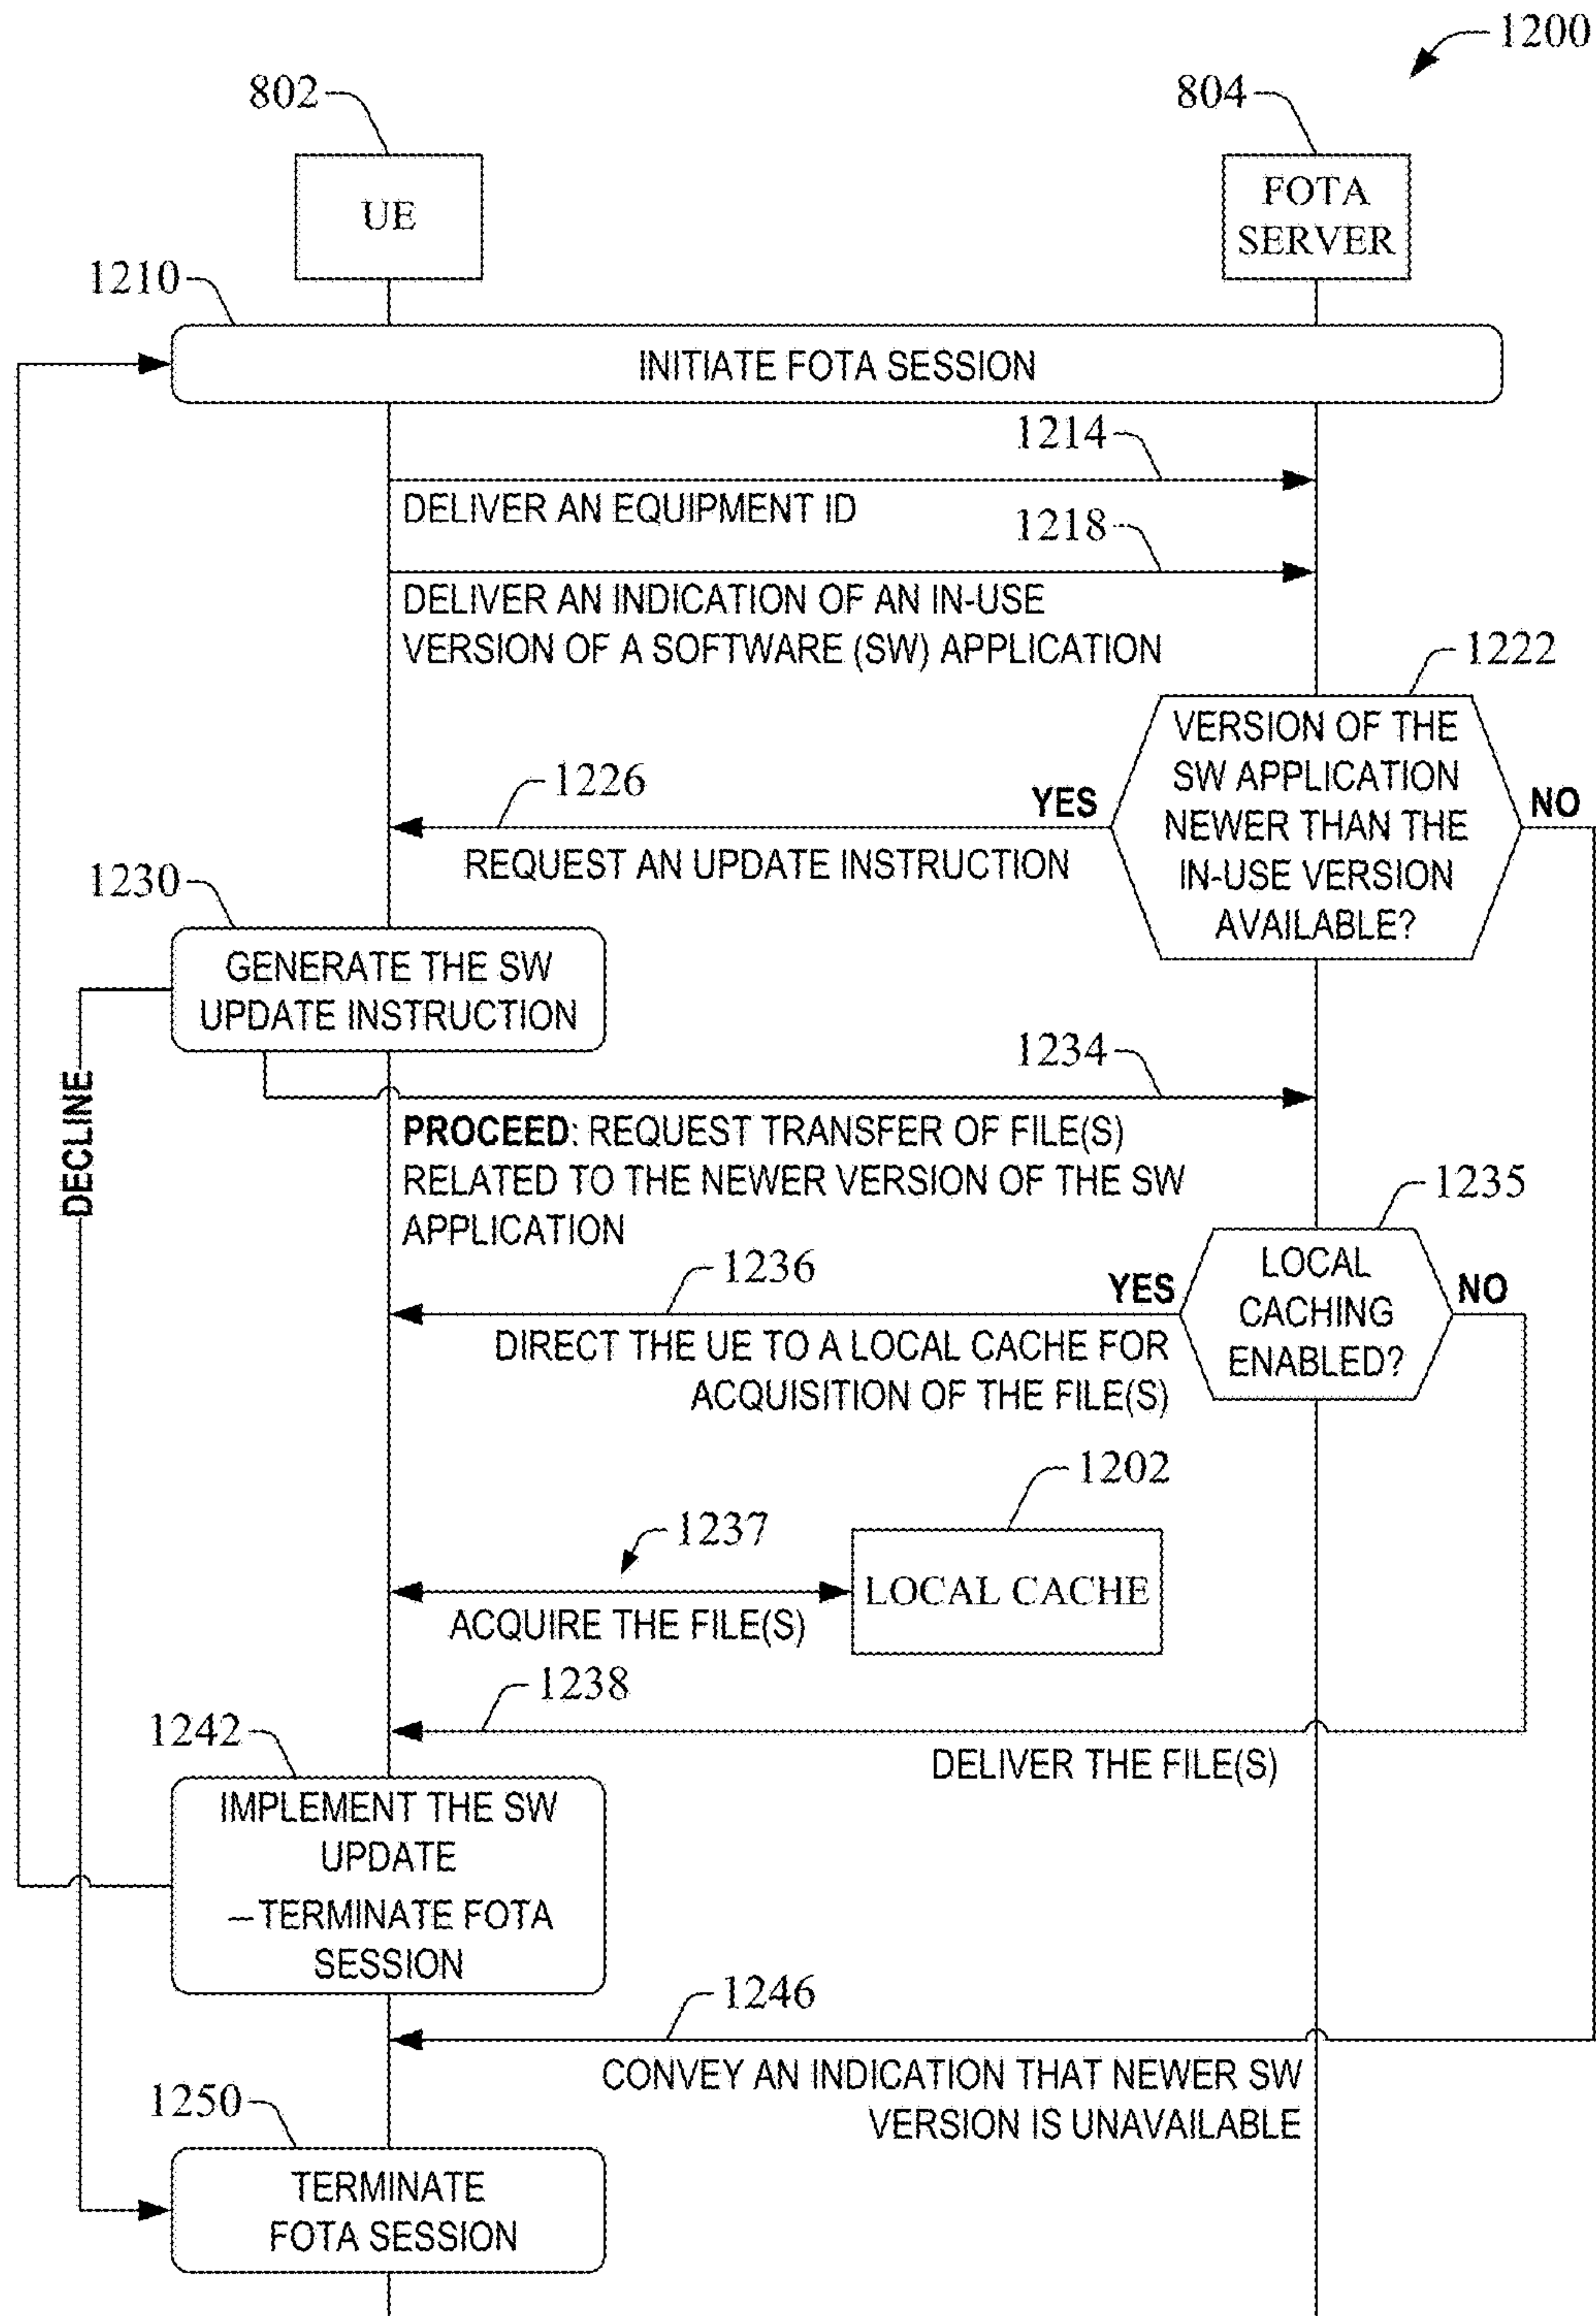 1200
802
804
UE
FOTA
SERVER
1210
INITIATE FOTA SESSION
1214
DELIVER AN EQUIPMENT ID
1218
DELIVER AN INDICATION OF AN IN-USE
VERSION OF A SOFTWARE (SW) APPLICATION
1222
VERSION OF THE
SW APPLICATION
NEWER THAN THE
IN-USE VERSION
AVAILABLE?
YES
NO
1226
REQUEST AN UPDATE INSTRUCTION
1230
GENERATE THE SW
UPDATE INSTRUCTION
DECLINE
1234
PROCEED: REQUEST TRANSFER OF FILE(S)
RELATED TO THE NEWER VERSION OF THE SW
APPLICATION
1235
LOCAL
CACHING
ENABLED?
YES
NO
1236
DIRECT THE UE TO A LOCAL CACHE FOR
ACQUISITION OF THE FILE(S)
1202
1237
LOCAL CACHE
ACQUIRE THE FILE(S)
1238
DELIVER THE FILE(S)
1242
IMPLEMENT THE SW
UPDATE
–TERMINATE FOTA
SESSION
1246
CONVEY AN INDICATION THAT NEWER SW
VERSION IS UNAVAILABLE
1250
TERMINATE
FOTA SESSION